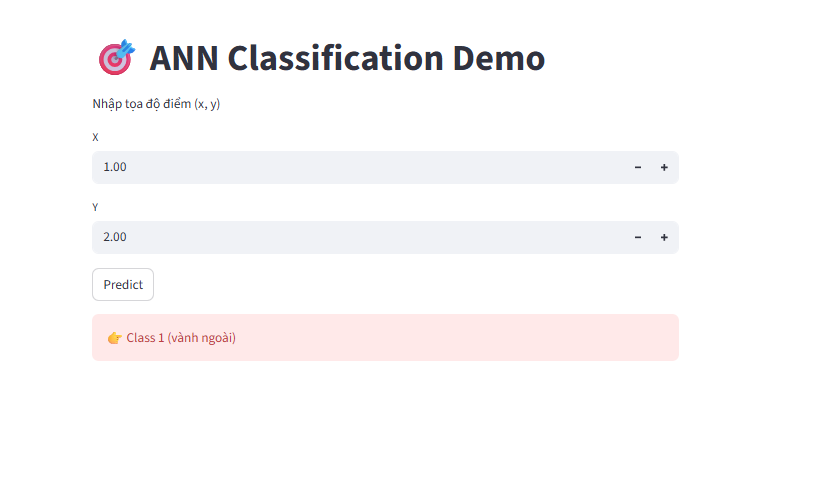 🎯 ANN Classification Demo
Nhập tọa độ điểm (x, y)
X
1.00 − +
Y
2.00 − +
Predict
👉 Class 1 (vành ngoài)